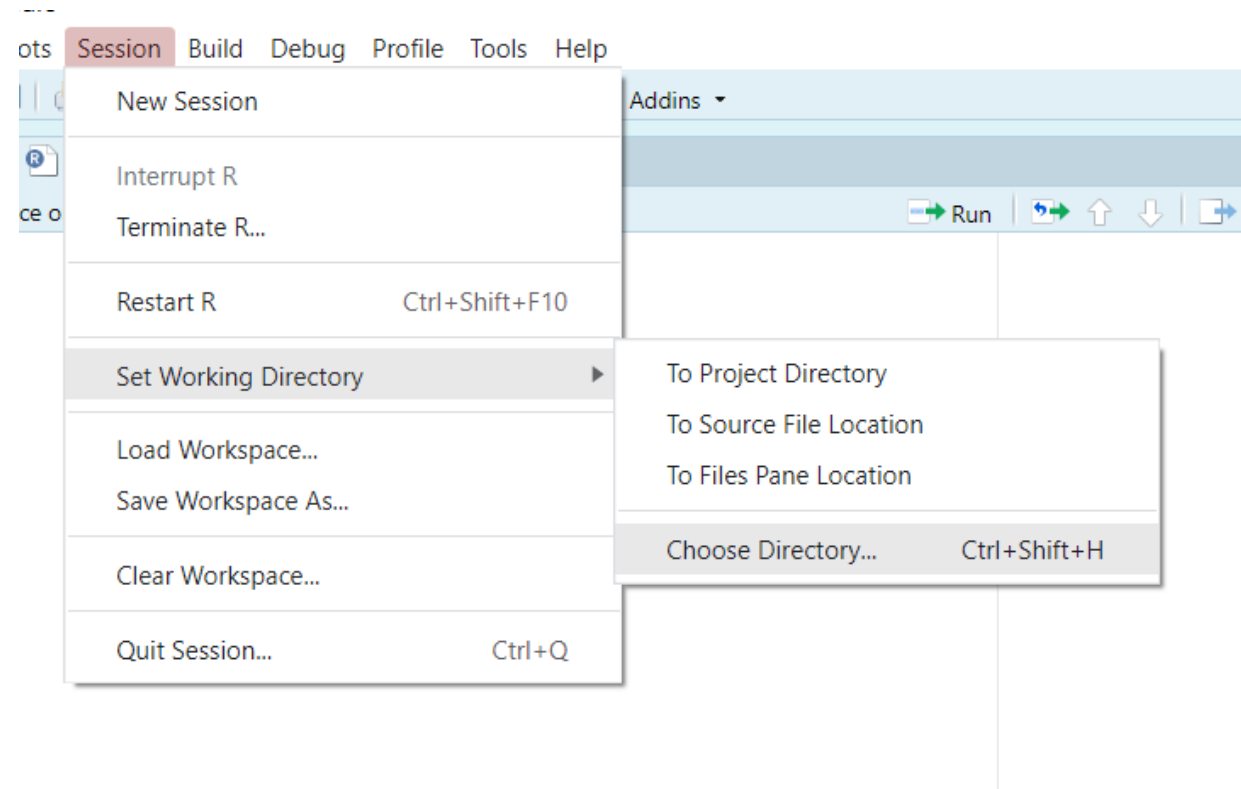 ots Session Build Debug Profile Tools Help
New Session
Addins
R
Interrupt R
ce o
Run
Terminate R...
Restart R Ctrl+Shift+F10
Set Working Directory
To Project Directory
To Source File Location
To Files Pane Location
Choose Directory... Ctrl+Shift+H
Load Workspace...
Save Workspace As...
Clear Workspace...
Quit Session... Ctrl+Q